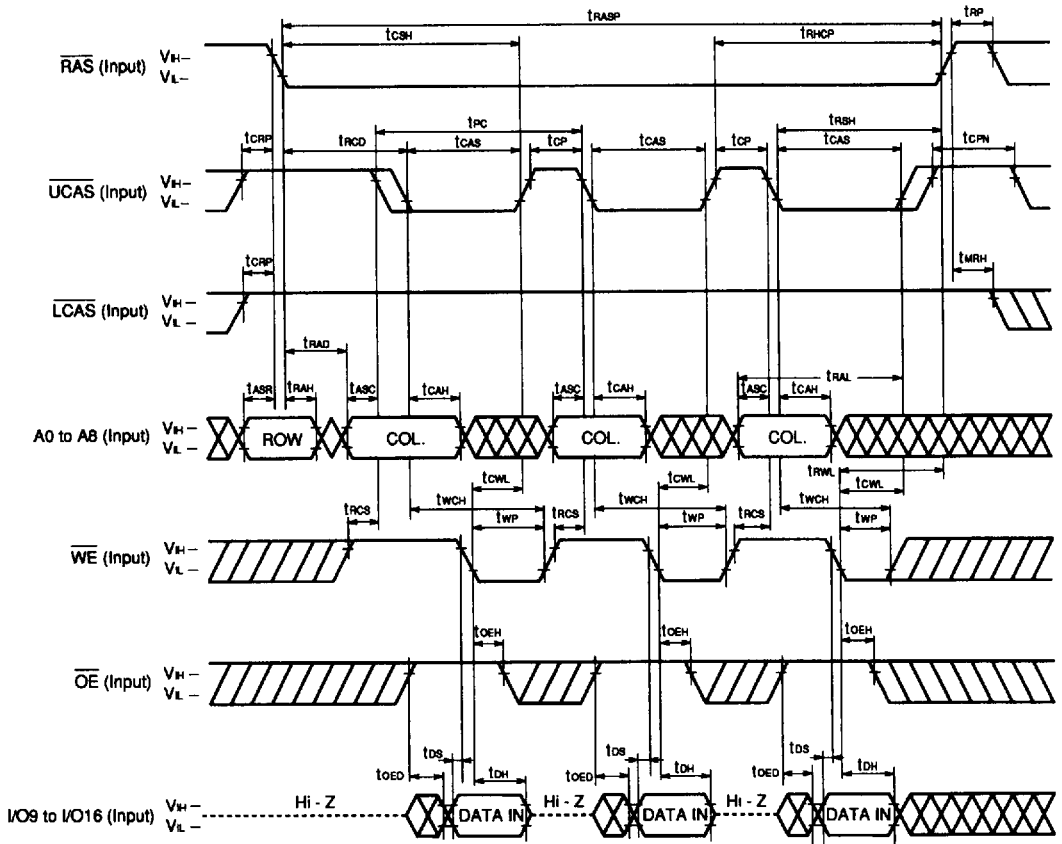 tRASP tRP
tCSH tRHCP
RAS (Input) VIH– VIL–
tPC tRSH
tCRP tRCD tCAS tCP tCAS tCP tCAS tCPN
UCAS (Input) VIH– VIL–
tCRP tMRH
LCAS (Input) VIH – VIL –
tRAD tRAL
tASR tRAH tASC tCAH tASC tCAH tASC tCAH
A0 to A8 (Input) VIH– VIL– ROW COL. COL. COL.
tRWL
tCWL tCWL tCWL
tWCH tWCH tWCH
tRCS tWP tRCS tWP tRCS tWP
WE (Input) VIH– VIL–
tOEH tOEH tOEH
OE (Input) VIH– VIL–
tDS tDS tDS
tOED tDH tOED tDH tOED tDH
I/O9 to I/O16 (Input) VIH– VIL– Hi - Z DATA IN Hi - Z DATA IN Hi - Z DATA IN